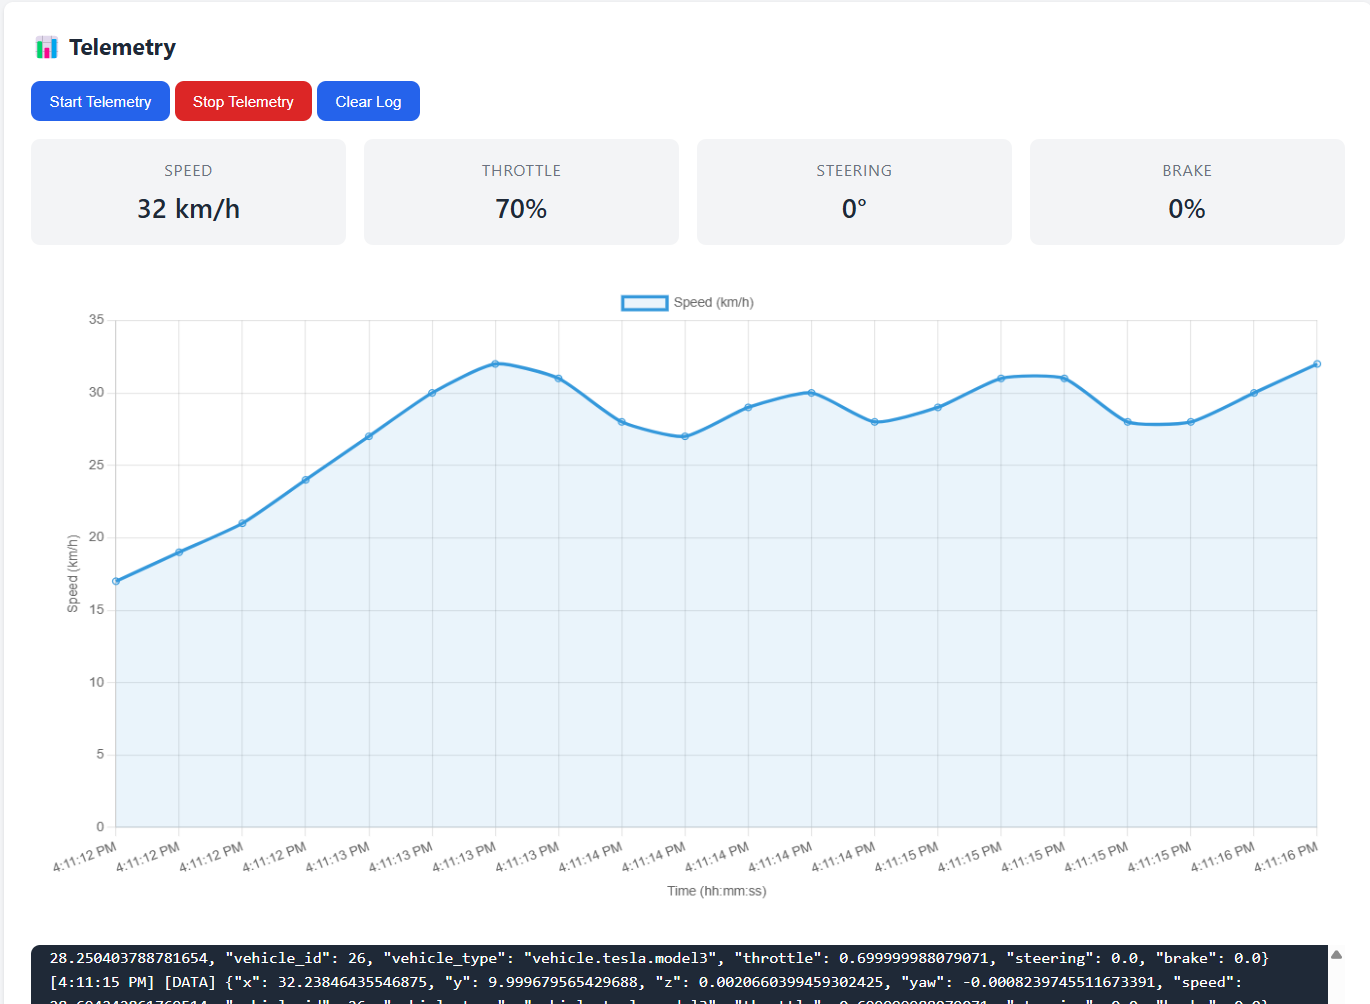 Telemetry
Start Telemetry Stop Telemetry Clear Log
SPEED THROTTLE STEERING BRAKE
32 km/h 70% 0° 0%
Speed (km/h)
35
30
25
20
15
10
5
0
Speed (km/h)
4:11:12 PM 4:11:12 PM 4:11:12 PM 4:11:12 PM 4:11:13 PM 4:11:13 PM 4:11:13 PM 4:11:13 PM 4:11:14 PM 4:11:14 PM 4:11:14 PM 4:11:14 PM 4:11:14 PM 4:11:15 PM 4:11:15 PM 4:11:15 PM 4:11:15 PM 4:11:15 PM 4:11:16 PM 4:11:16 PM
Time (hh:mm:ss)
28.250403788781654, "vehicle_id": 26, "vehicle_type": "vehicle.tesla.model3", "throttle": 0.699999988079071, "steering": 0.0, "brake": 0.0}
[4:11:15 PM] [DATA] {"x": 32.23846435546875, "y": 9.999679565429688, "z": 0.0020660399459302425, "yaw": -0.0008239745511673391, "speed":